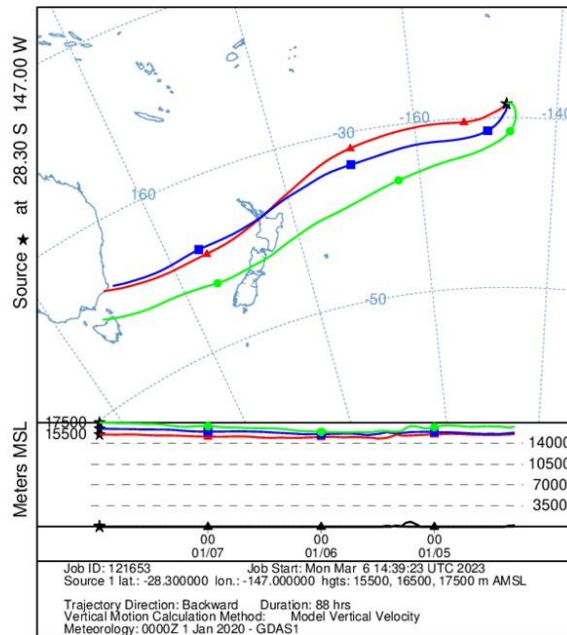 Source ★ at 28.30 S 147.00 W
-160
-140
-30
160
-50
Meters MSL
17500
15500
14000
10500
7000
3500
00 00 00
01/07 01/06 01/05
Job ID: 121653 Job Start: Mon Mar 6 14:39:23 UTC 2023
Source 1 lat.: -28.300000 lon.: -147.000000 hgts: 15500, 16500, 17500 m AMSL
Trajectory Direction: Backward Duration: 88 hrs
Vertical Motion Calculation Method: Model Vertical Velocity
Meteorology: 0000Z 1 Jan 2020 - GDAS1